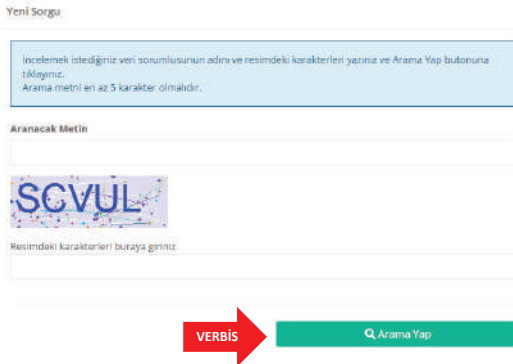 Yeni Sorgu
İncelemek istediğiniz veri sorumlusunun adını ve resimdeki karakterleri yazınız ve Arama Yap butonuna
tıklayınız.
Arama metni en az 5 karakter olmalıdır.
Aranacak Metin
SCVUL
Resimdeki karakterleri buraya giriniz
VERBİS
Arama Yap